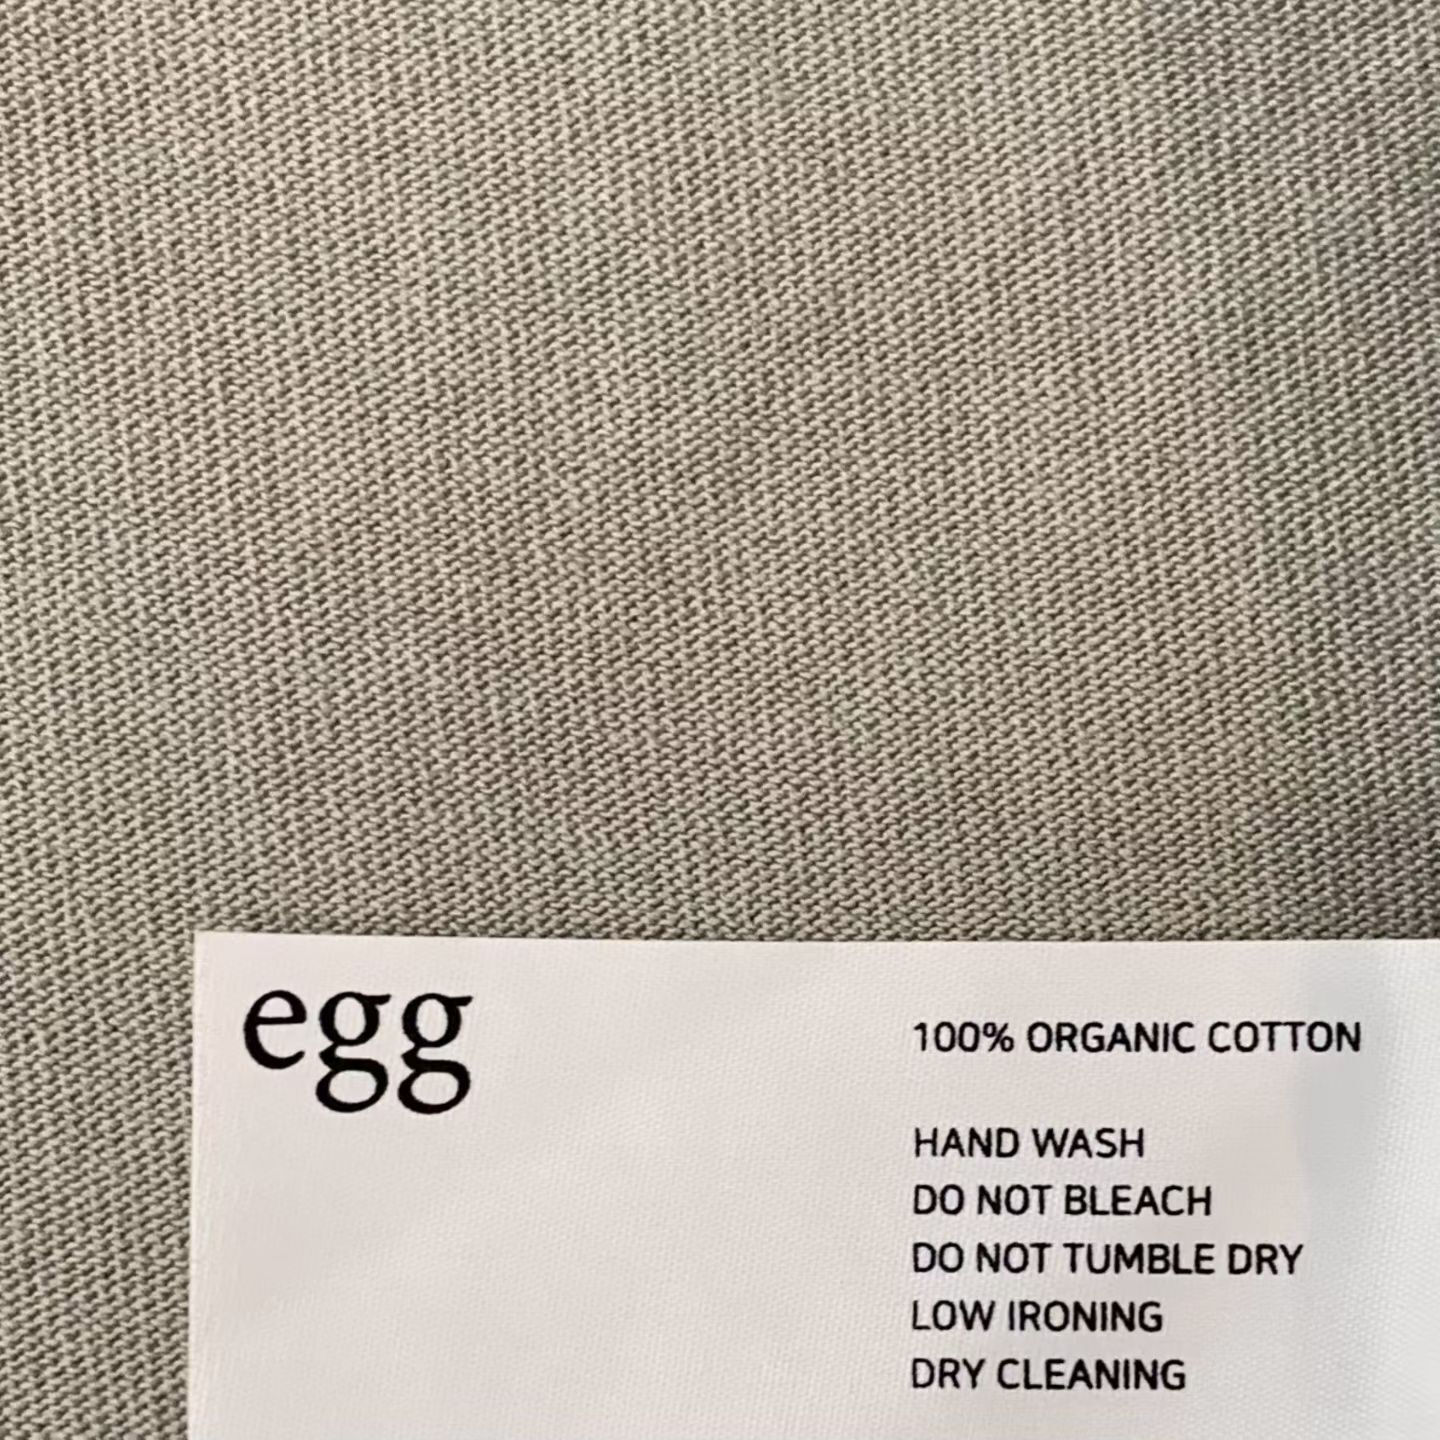 egg
100% ORGANIC COTTON
HAND WASH
DO NOT BLEACH
DO NOT TUMBLE DRY
LOW IRONING
DRY CLEANING